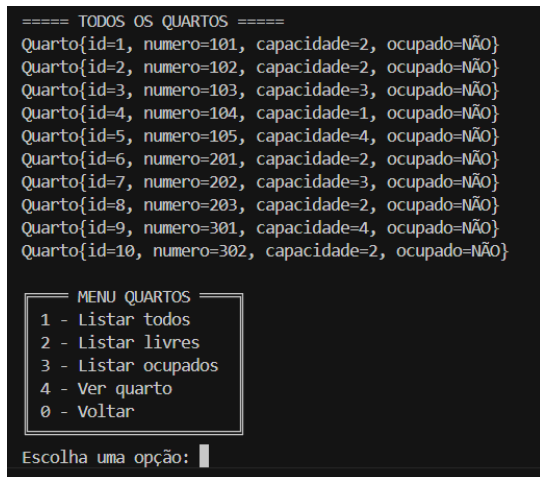 ===== TODOS OS QUARTOS =====
Quarto{id=1, numero=101, capacidade=2, ocupado=NÃO}
Quarto{id=2, numero=102, capacidade=2, ocupado=NÃO}
Quarto{id=3, numero=103, capacidade=3, ocupado=NÃO}
Quarto{id=4, numero=104, capacidade=1, ocupado=NÃO}
Quarto{id=5, numero=105, capacidade=4, ocupado=NÃO}
Quarto{id=6, numero=201, capacidade=2, ocupado=NÃO}
Quarto{id=7, numero=202, capacidade=3, ocupado=NÃO}
Quarto{id=8, numero=203, capacidade=2, ocupado=NÃO}
Quarto{id=9, numero=301, capacidade=4, ocupado=NÃO}
Quarto{id=10, numero=302, capacidade=2, ocupado=NÃO}
MENU QUARTOS
1 - Listar todos
2 - Listar livres
3 - Listar ocupados
4 - Ver quarto
0 - Voltar
Escolha uma opção: